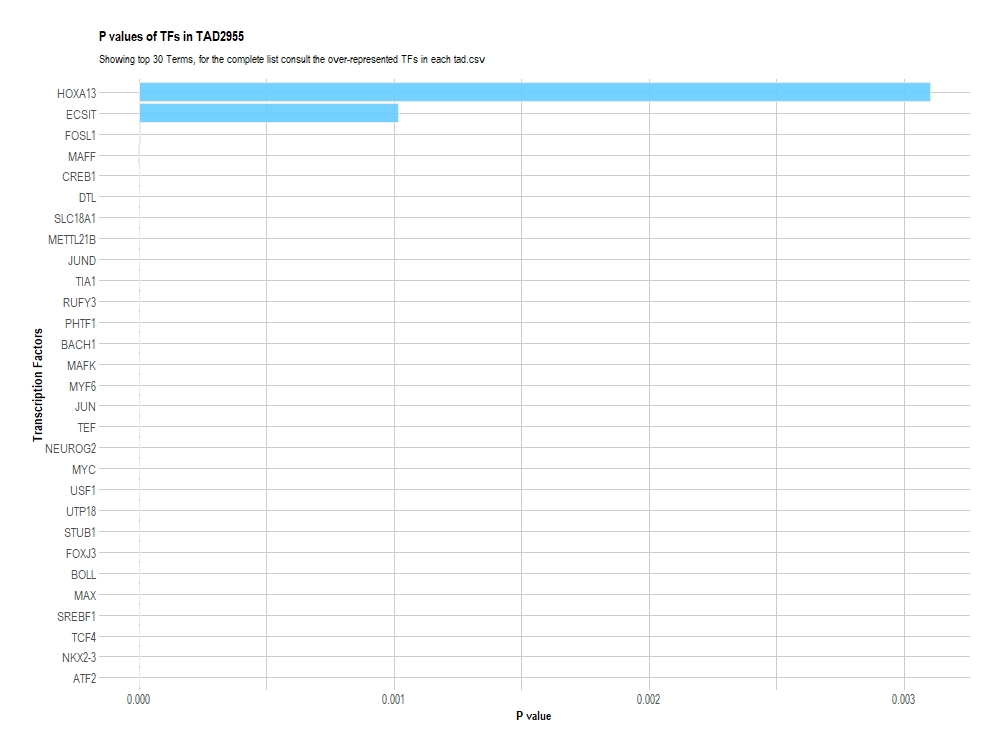 P values of TFs in TAD2955
Showing top 30 Terms, for the complete list consult the over-represented TFs in each tad.csv
Transcription Factors
HOXA13
ECSIT
FOSL1
MAFF
CREB1
DTL
SLC18A1
METTL21B
JUND
TIA1
RUFY3
PHTF1
BACH1
MAFK
MYF6
JUN
TEF
NEUROG2
MYC
USF1
UTP18
STUB1
FOXJ3
BOLL
MAX
SREBF1
TCF4
NKX2-3
ATF2
0.000 0.001 0.002 0.003
P value